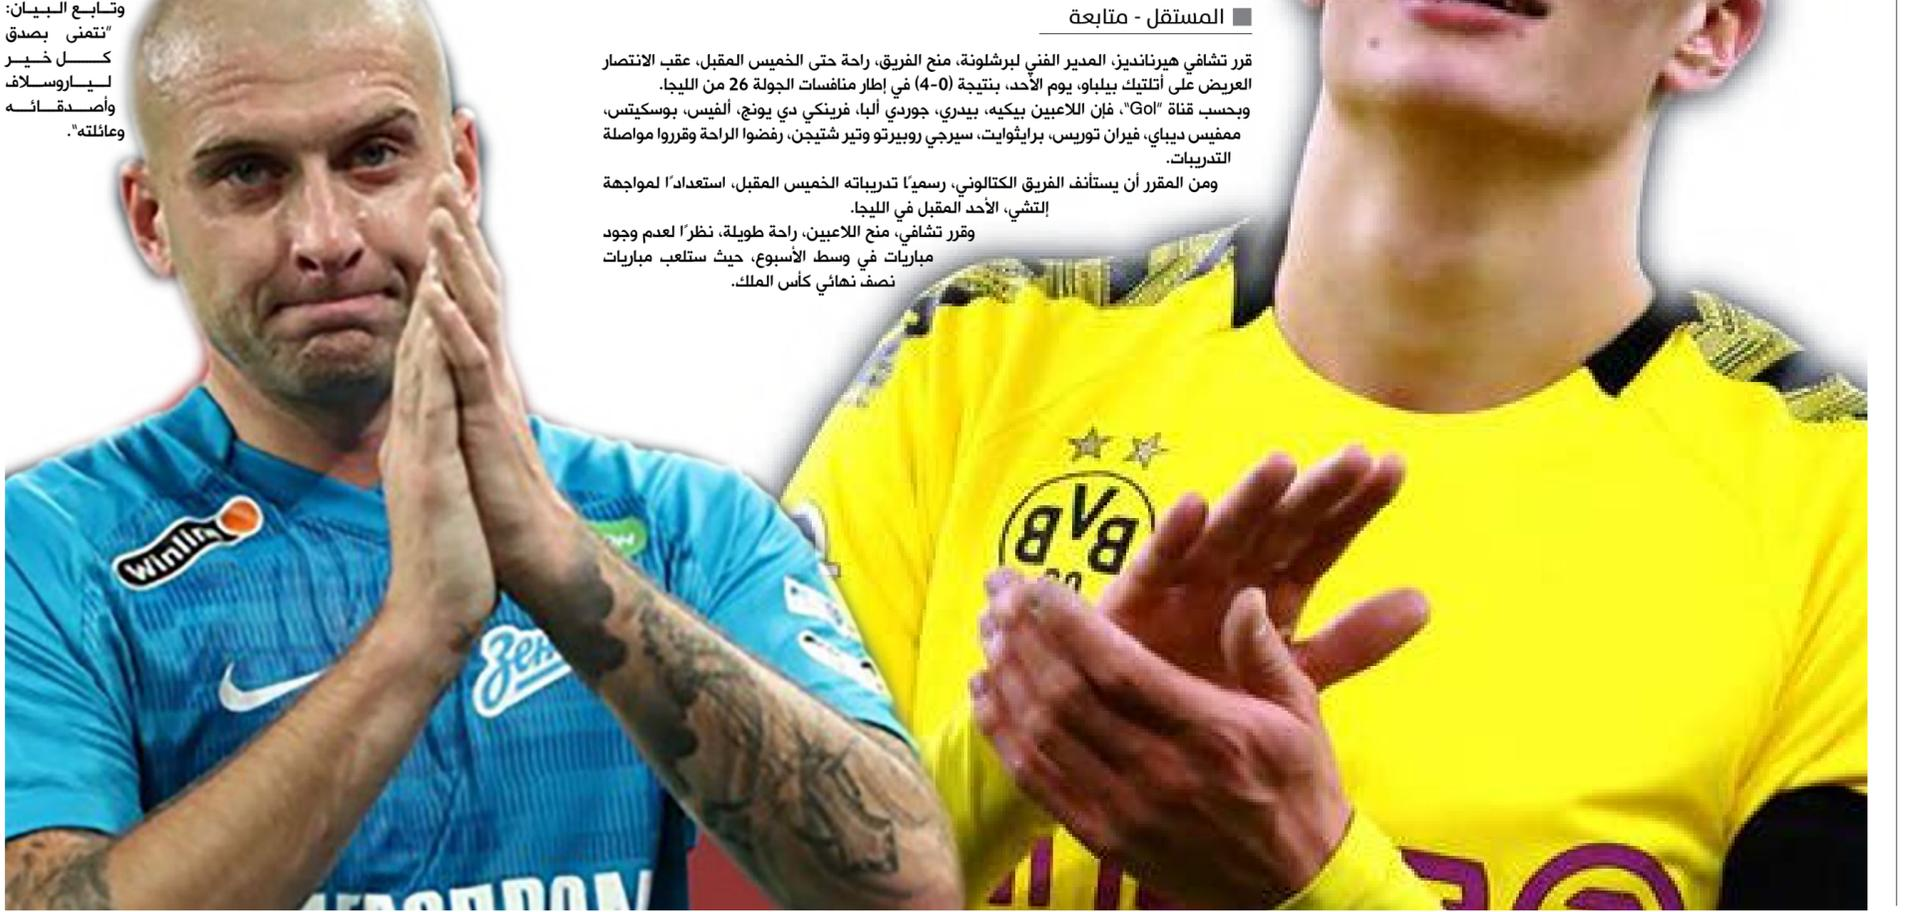 المستقل - متابعة
قرر تشافي هيرنانديز، المدير الفني لبرشلونة، منح الفريق، راحة حتى الخميس المقبل، عقب الانتصار
العريض على أتلتيك بيلباو، يوم الأحد، بنتيجة (0-4) في إطار منافسات الجولة 26 من الليجا.
وبحسب قناة "Gol"، فإن اللاعبين بيكيه، بيدري، جوردي ألبا، فرينكي دي يونج، ألفيس، بوسكيتس،
ممفيس ديباي، فيران توريس، برايثوايت، سيرجي روبيرتو وتير شتيجن، رفضوا الراحة وقرروا مواصلة
التدريبات.
ومن المقرر أن يستأنف الفريق الكتالوني، رسميًا تدريباته الخميس المقبل، استعدادًا لمواجهة
إلتشي، الأحد المقبل في الليجا.
وقرر تشافي، منح اللاعبين، راحة طويلة، نظرًا لعدم وجود
مباريات في وسط الأسبوع، حيث ستلعب مباريات
نصف نهائي كأس الملك.
وتابع البيان:
"نتمنى بصدق
كل خير
لياروسلاف
وأصدقائه
وعائلته".
Winlin
Зен
BVB